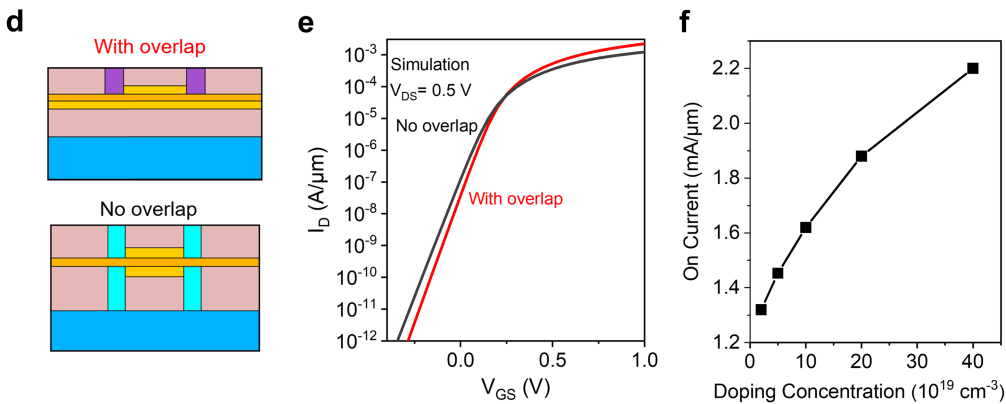 d
With overlap
No overlap
e
I_D (A/μm)
10⁻³
10⁻⁴
10⁻⁵
10⁻⁶
10⁻⁷
10⁻⁸
10⁻⁹
10⁻¹⁰
10⁻¹¹
10⁻¹²
Simulation
V_DS= 0.5 V
No overlap
With overlap
0.0
0.5
1.0
V_GS (V)
f
On Current (mA/μm)
2.2
2.0
1.8
1.6
1.4
1.2
0
10
20
30
40
Doping Concentration (10¹⁹ cm⁻³)